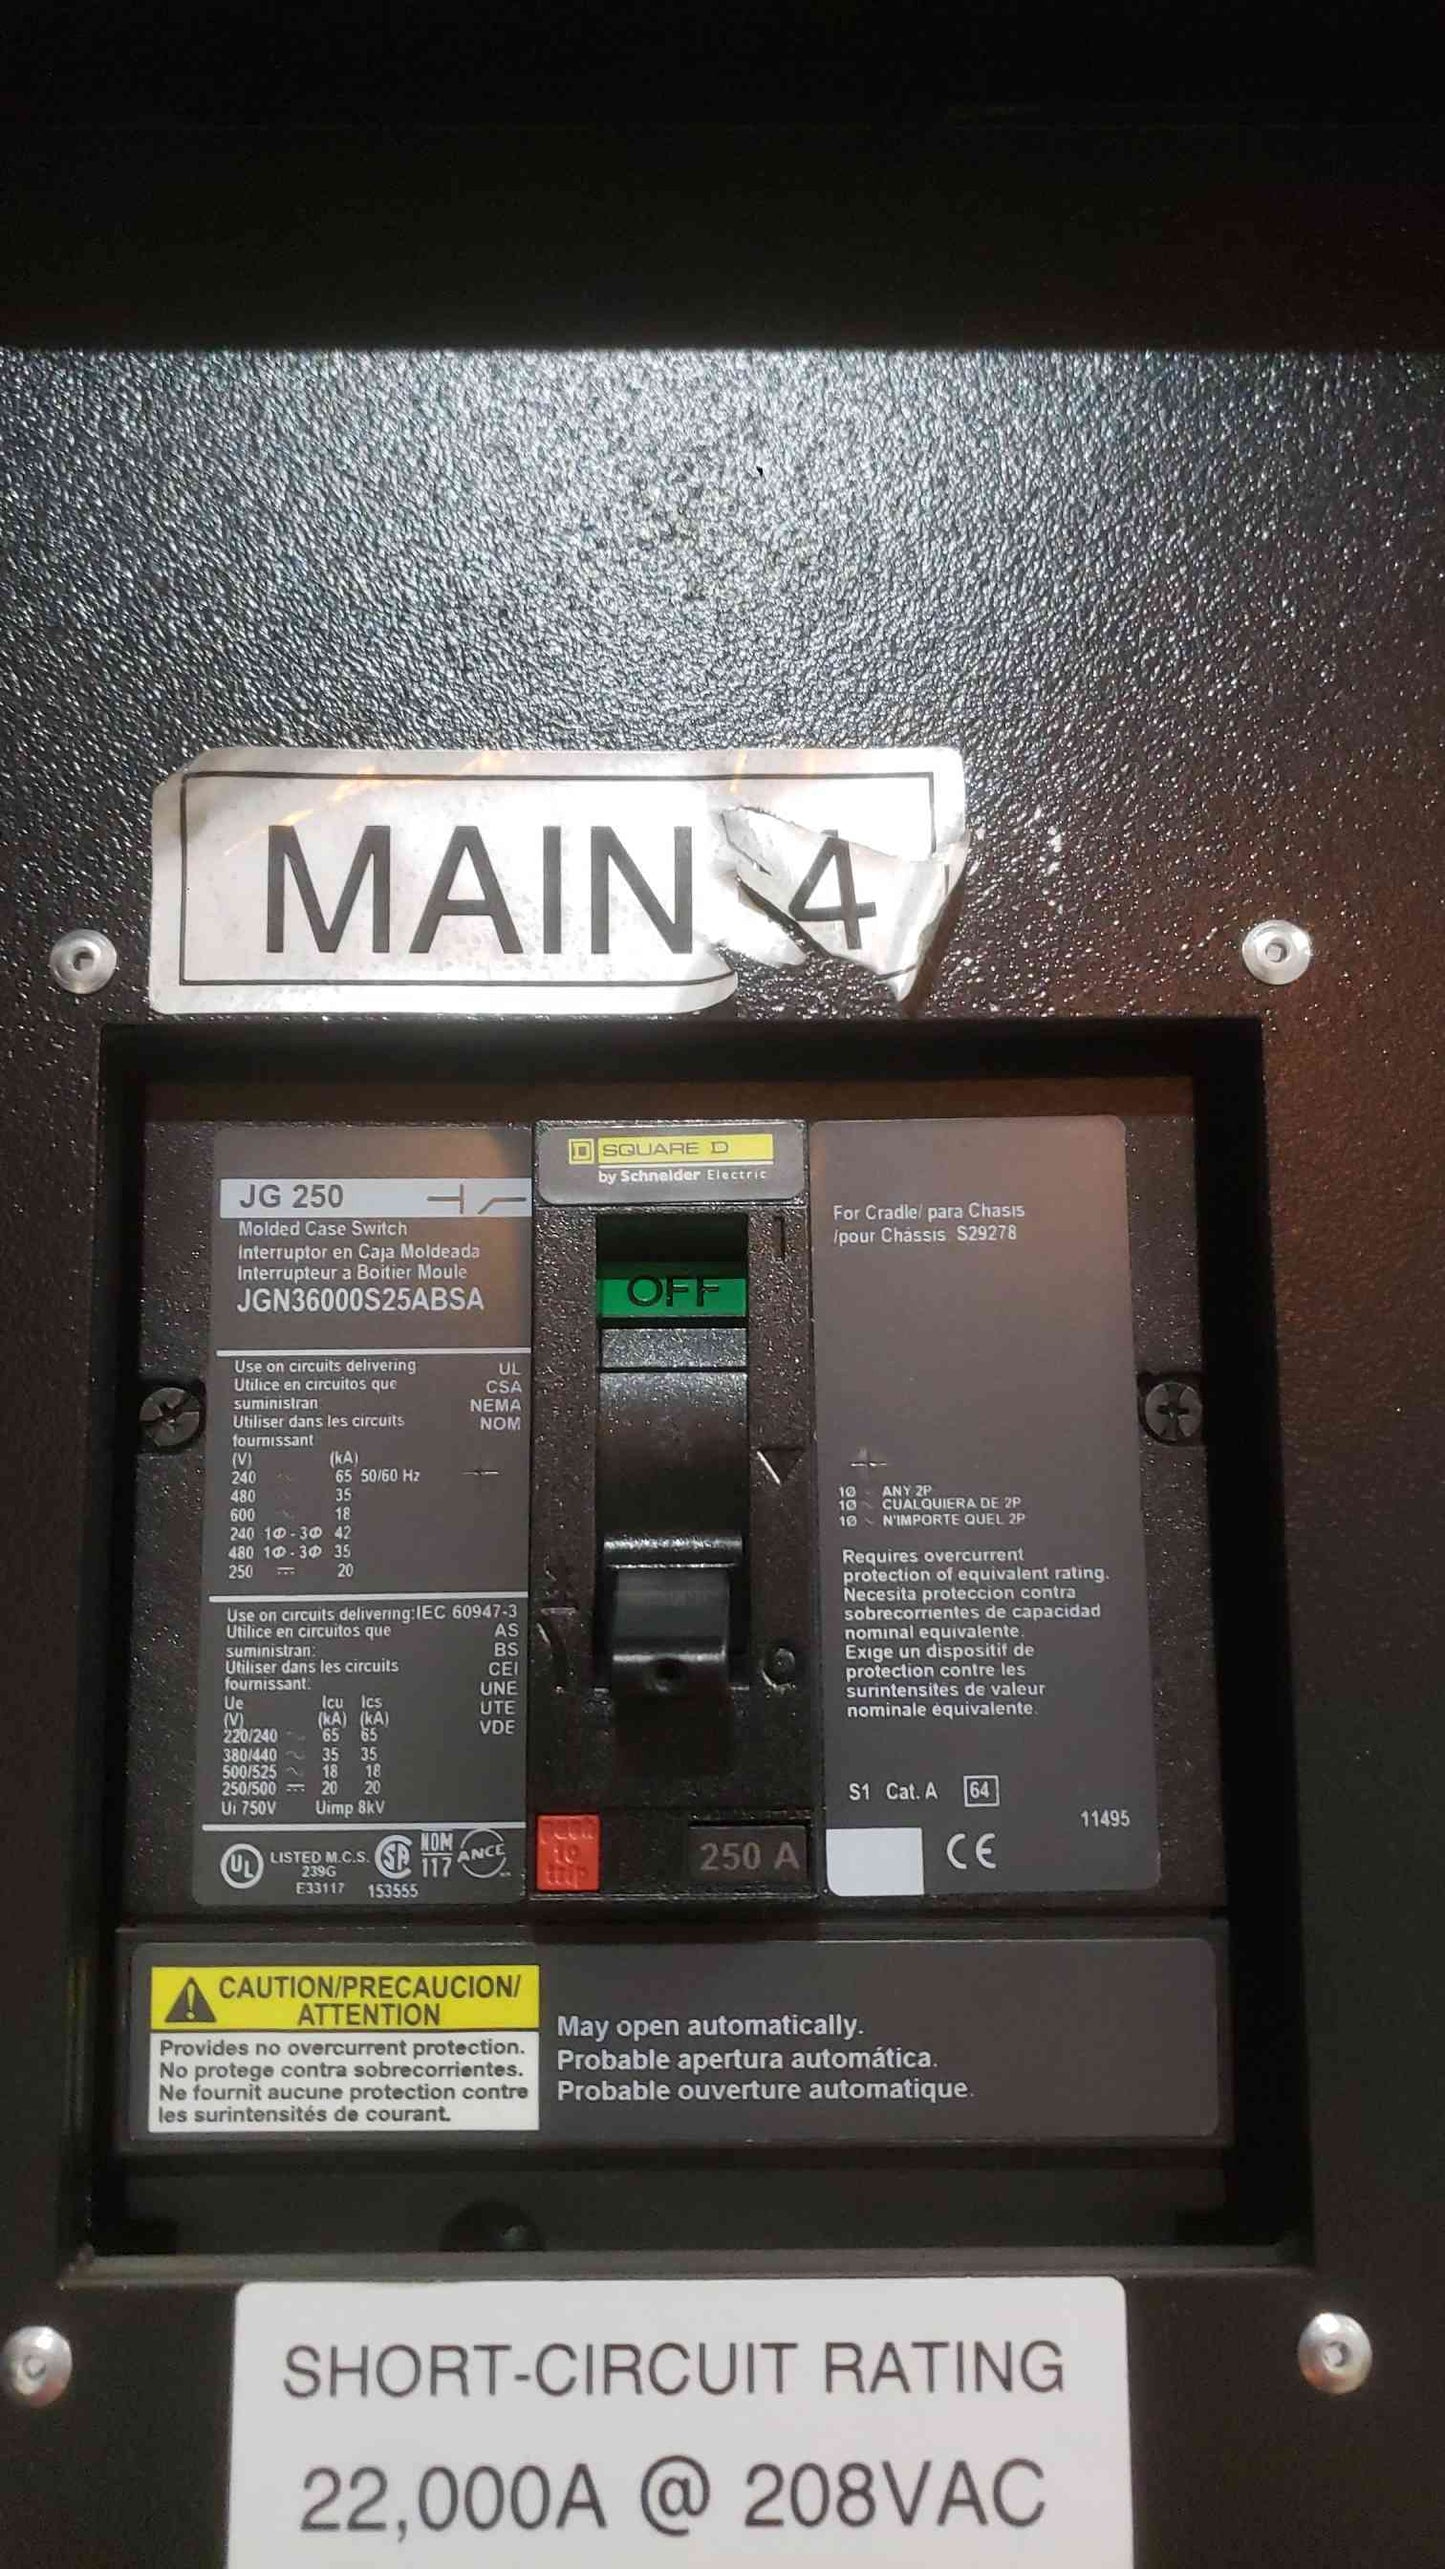 MAIN 4
SQUARE D
by Schneider Electric
JG 250
Molded Case Switch
Interruptor en Caja Moldeada
Interrupteur a Boitier Moule
JGN36000S25ABSA
Use on circuits delivering UL
Utilice en circuitos que CSA
suministran NEMA
Utiliser dans les circuits NOM
fournissant
(V) (kA)
240 ~ 65 50/60 Hz
480 ~ 35
600 ~ 18
240 1Φ - 3Φ 42
480 1Φ - 3Φ 35
250 ⎓ 20
Use on circuits delivering: IEC 60947-3
Utilice en circuitos que AS
suministran: BS
Utiliser dans les circuits CEI
fournissant: UNE
Ue Icu Ics UTE
(V) (kA) (kA) VDE
220/240 ~ 65 65
380/440 ~ 35 35
500/525 ~ 18 18
250/500 ⎓ 20 20
Ui 750V Uimp 8kV
UL LISTED M.C.S. SA NOM ANCE
239G 117
E33117 153555
I
OFF
O
push
to
trip
250 A
For Cradle/ para Chasis
/pour Châssis S29278
1Ø ~ ANY 2P
1Ø ~ CUALQUIERA DE 2P
1Ø ~ N'IMPORTE QUEL 2P
Requires overcurrent
protection of equivalent rating.
Necesita proteccion contra
sobrecorrientes de capacidad
nominal equivalente.
Exige un dispositif de
protection contre les
surintensités de valeur
nominale équivalente.
S1 Cat. A 64
11495
CE
CAUTION/PRECAUCION/
ATTENTION
Provides no overcurrent protection.
No protege contra sobrecorrientes.
Ne fournit aucune protection contre
les surintensités de courant.
May open automatically.
Probable apertura automática.
Probable ouverture automatique.
SHORT-CIRCUIT RATING
22,000A @ 208VAC